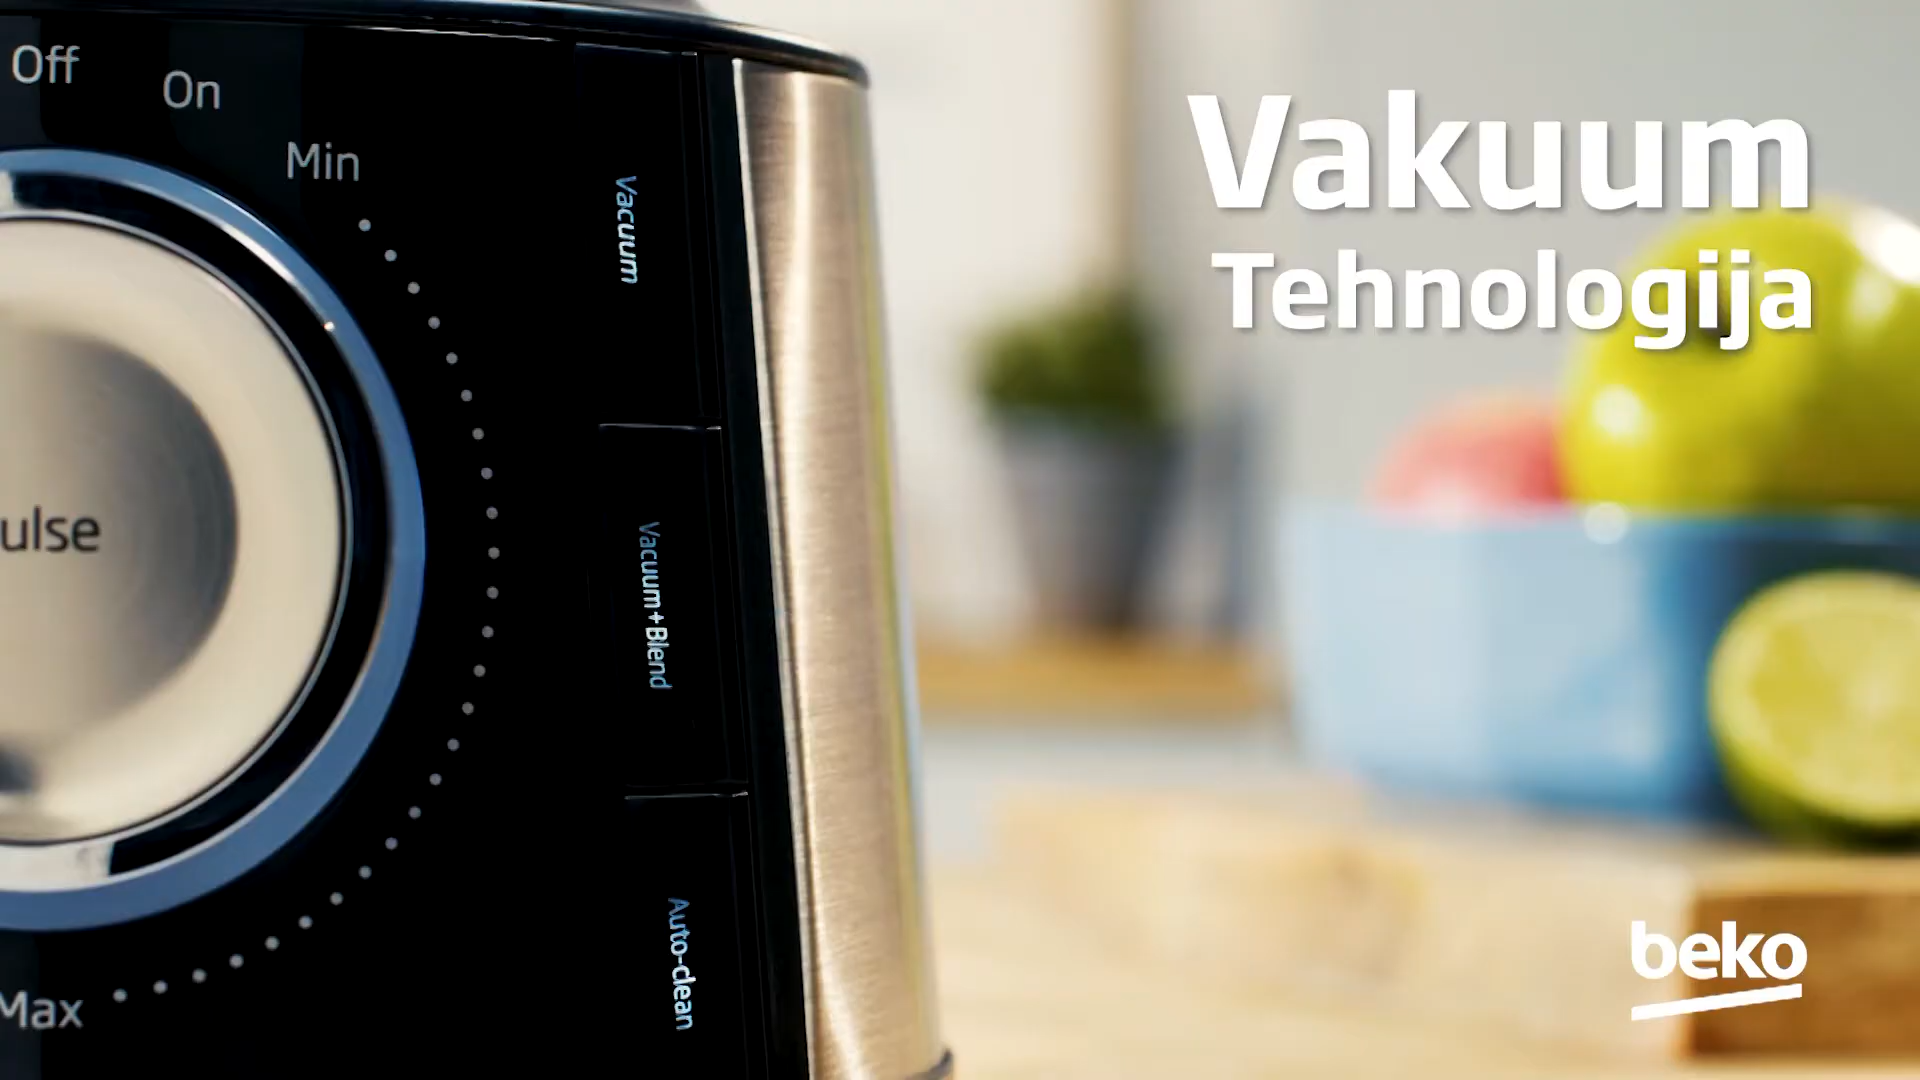 Off
On
Min
Vacuum
Vakuum
Tehnologija
ulse
Vacuum+Blend
Auto-clean
Max
beko